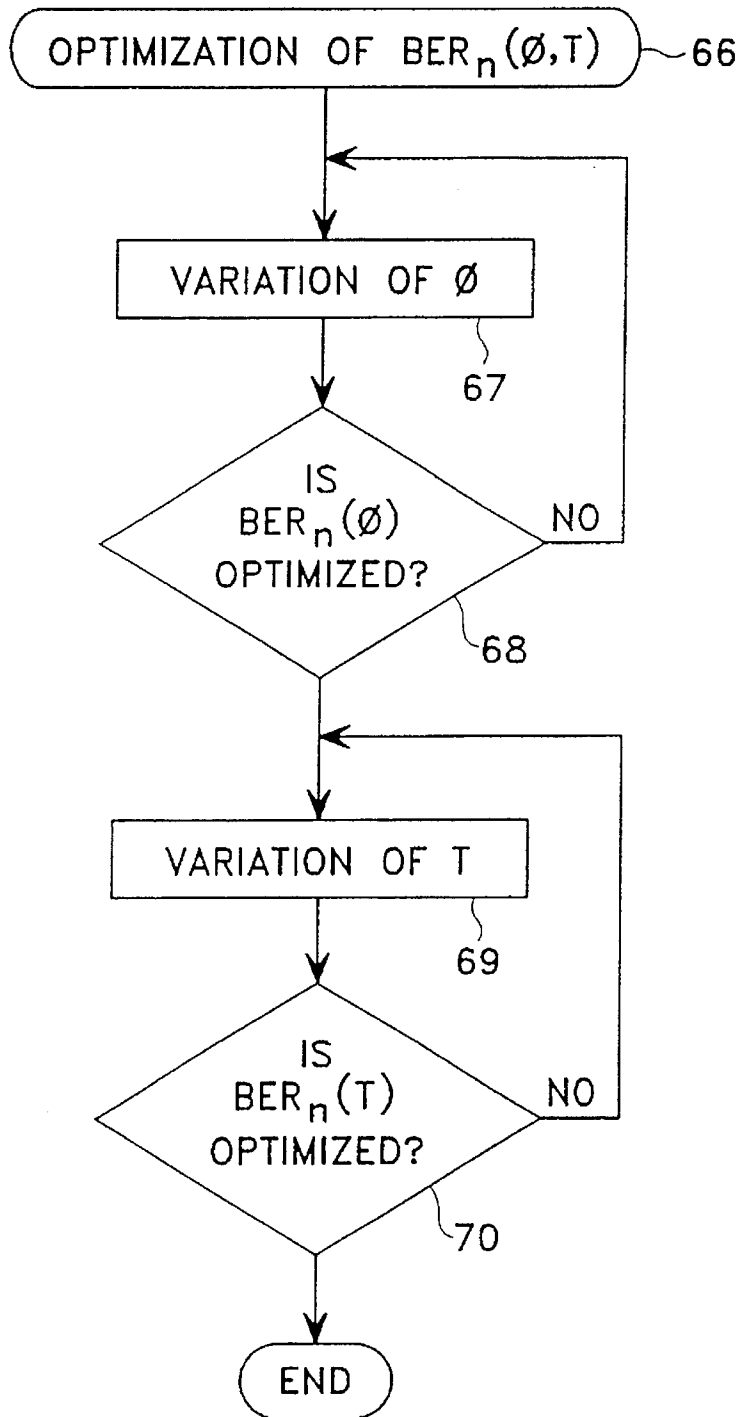 OPTIMIZATION OF BERn(Ø,T) 66
VARIATION OF Ø
67
IS
BERn(Ø)
OPTIMIZED?
NO
68
VARIATION OF T
69
IS
BERn(T)
OPTIMIZED?
NO
70
END